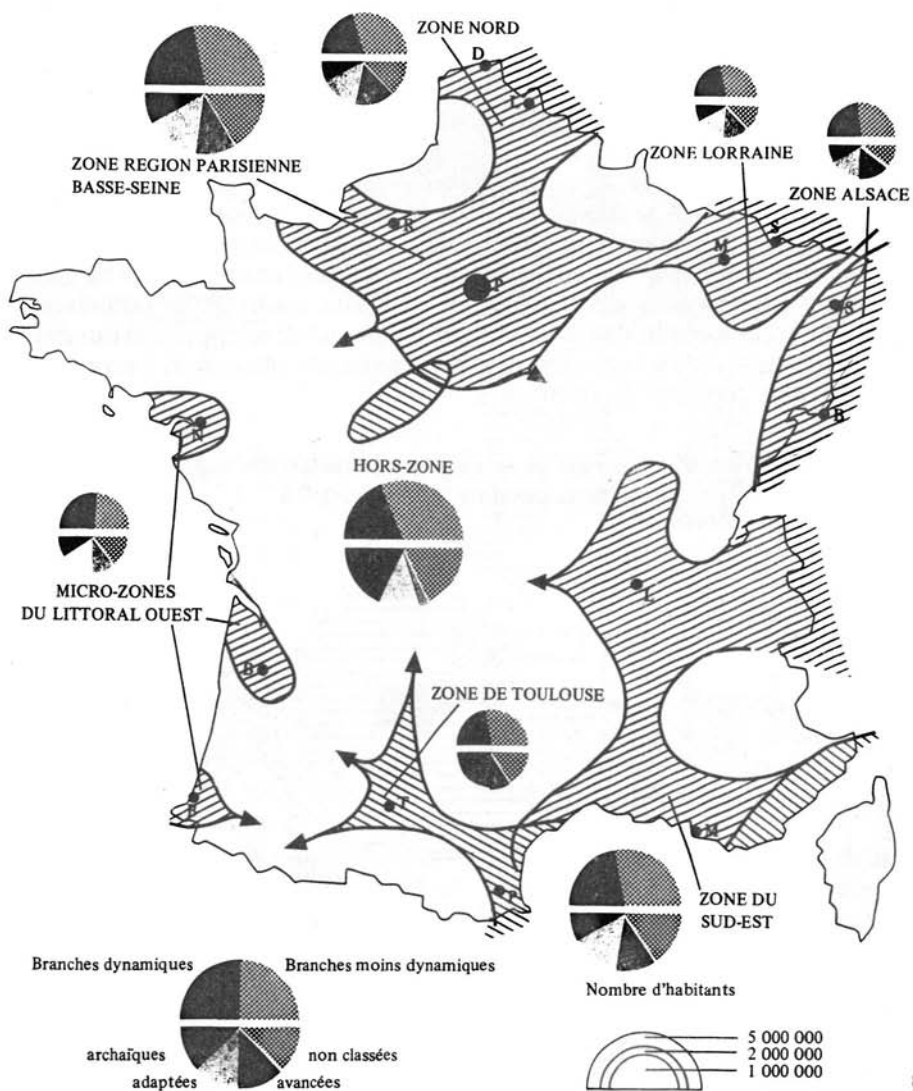 ZONE NORD
D
L
ZONE REGION PARISIENNE
BASSE-SEINE
ZONE LORRAINE
ZONE ALSACE
R
M
S
P
S
B
N
HORS-ZONE
MICRO-ZONES
DU LITTORAL OUEST
L
B
ZONE DE TOULOUSE
T
B
M
P
ZONE DU
SUD-EST
Branches dynamiques
Branches moins dynamiques
archaïques
adaptées
avancées
non classées
Nombre d'habitants
5 000 000
2 000 000
1 000 000